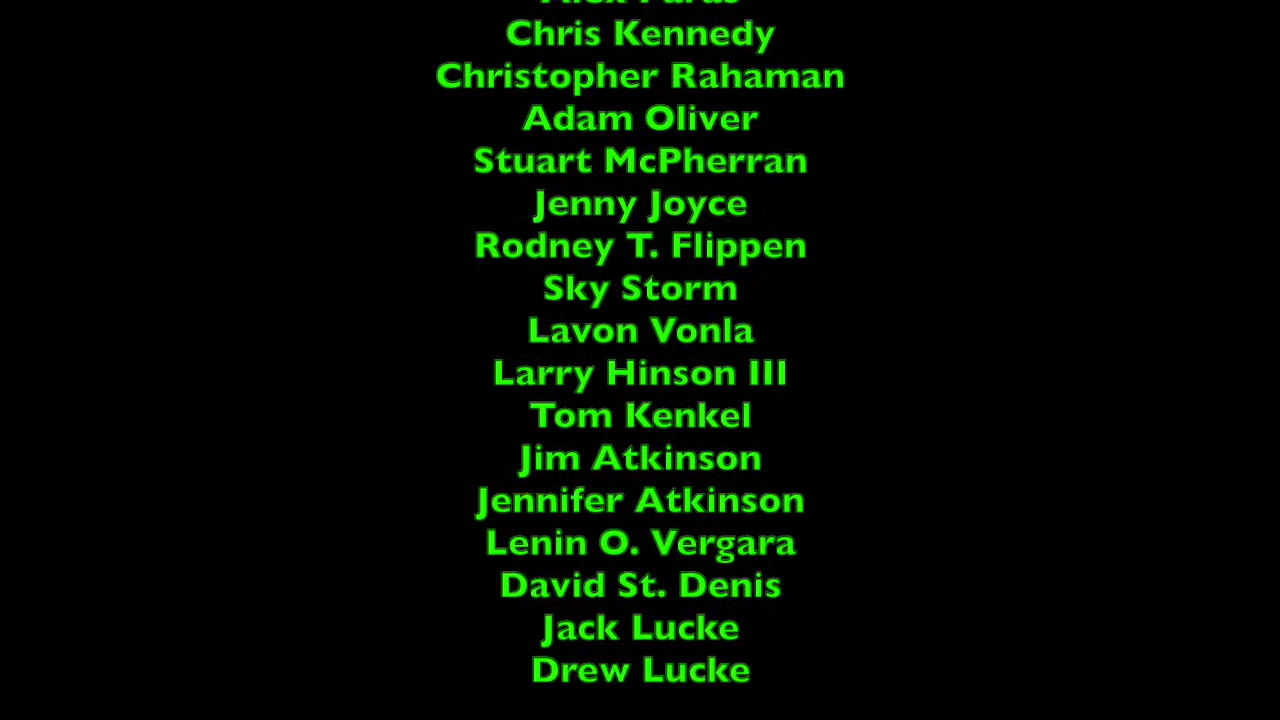 Chris Kennedy
Christopher Rahaman
Adam Oliver
Stuart McPherran
Jenny Joyce
Rodney T. Flippen
Sky Storm
Lavon Vonla
Larry Hinson III
Tom Kenkel
Jim Atkinson
Jennifer Atkinson
Lenin O. Vergara
David St. Denis
Jack Lucke
Drew Lucke